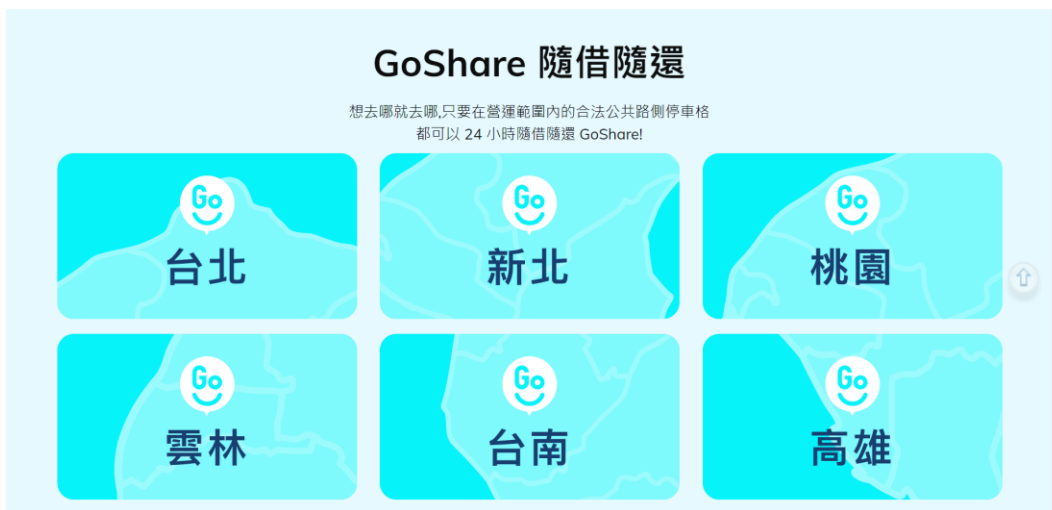 GoShare 隨借隨還
想去哪就去哪,只要在營運範圍內的合法公共路側停車格
都可以 24 小時隨借隨還 GoShare!
Go
Go
Go
台北
新北
桃園
Go
Go
Go
雲林
台南
高雄